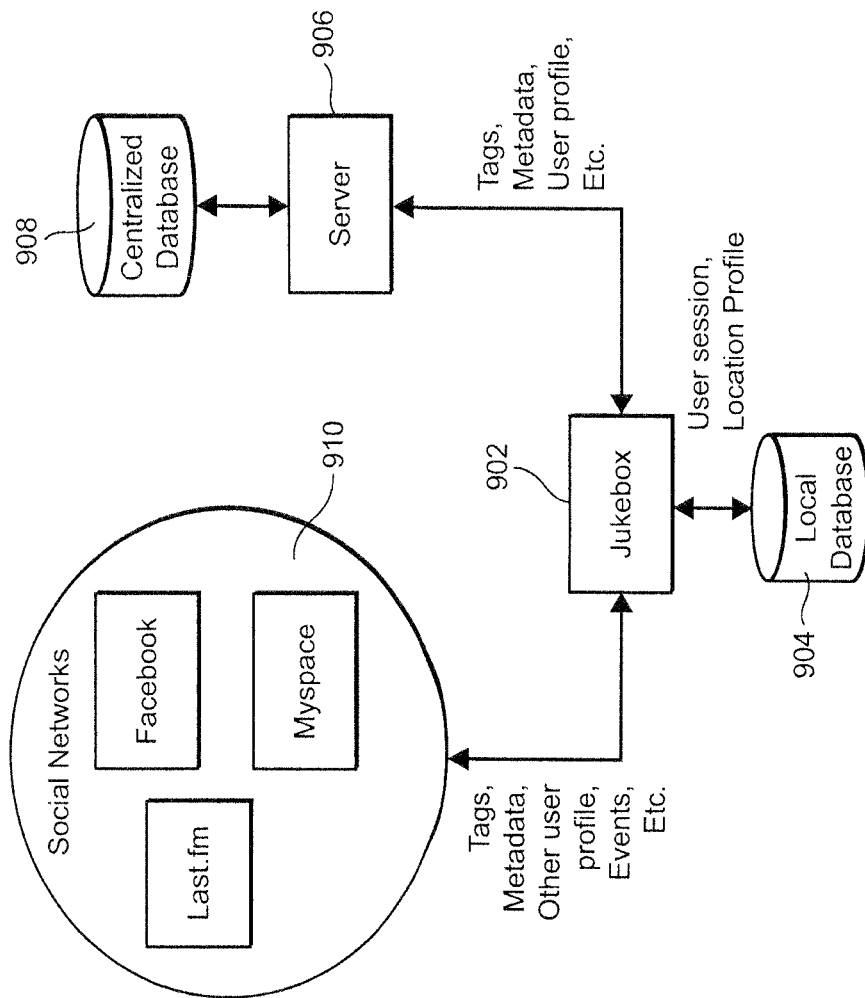 Social Networks
Last.fm
Facebook
Myspace
910
908
Centralized
Database
906
Server
Tags,
Metadata,
Other user
profile,
Events,
Etc.
902
Jukebox
Tags,
Metadata,
User profile,
Etc.
904
Local
Database
User session,
Location Profile